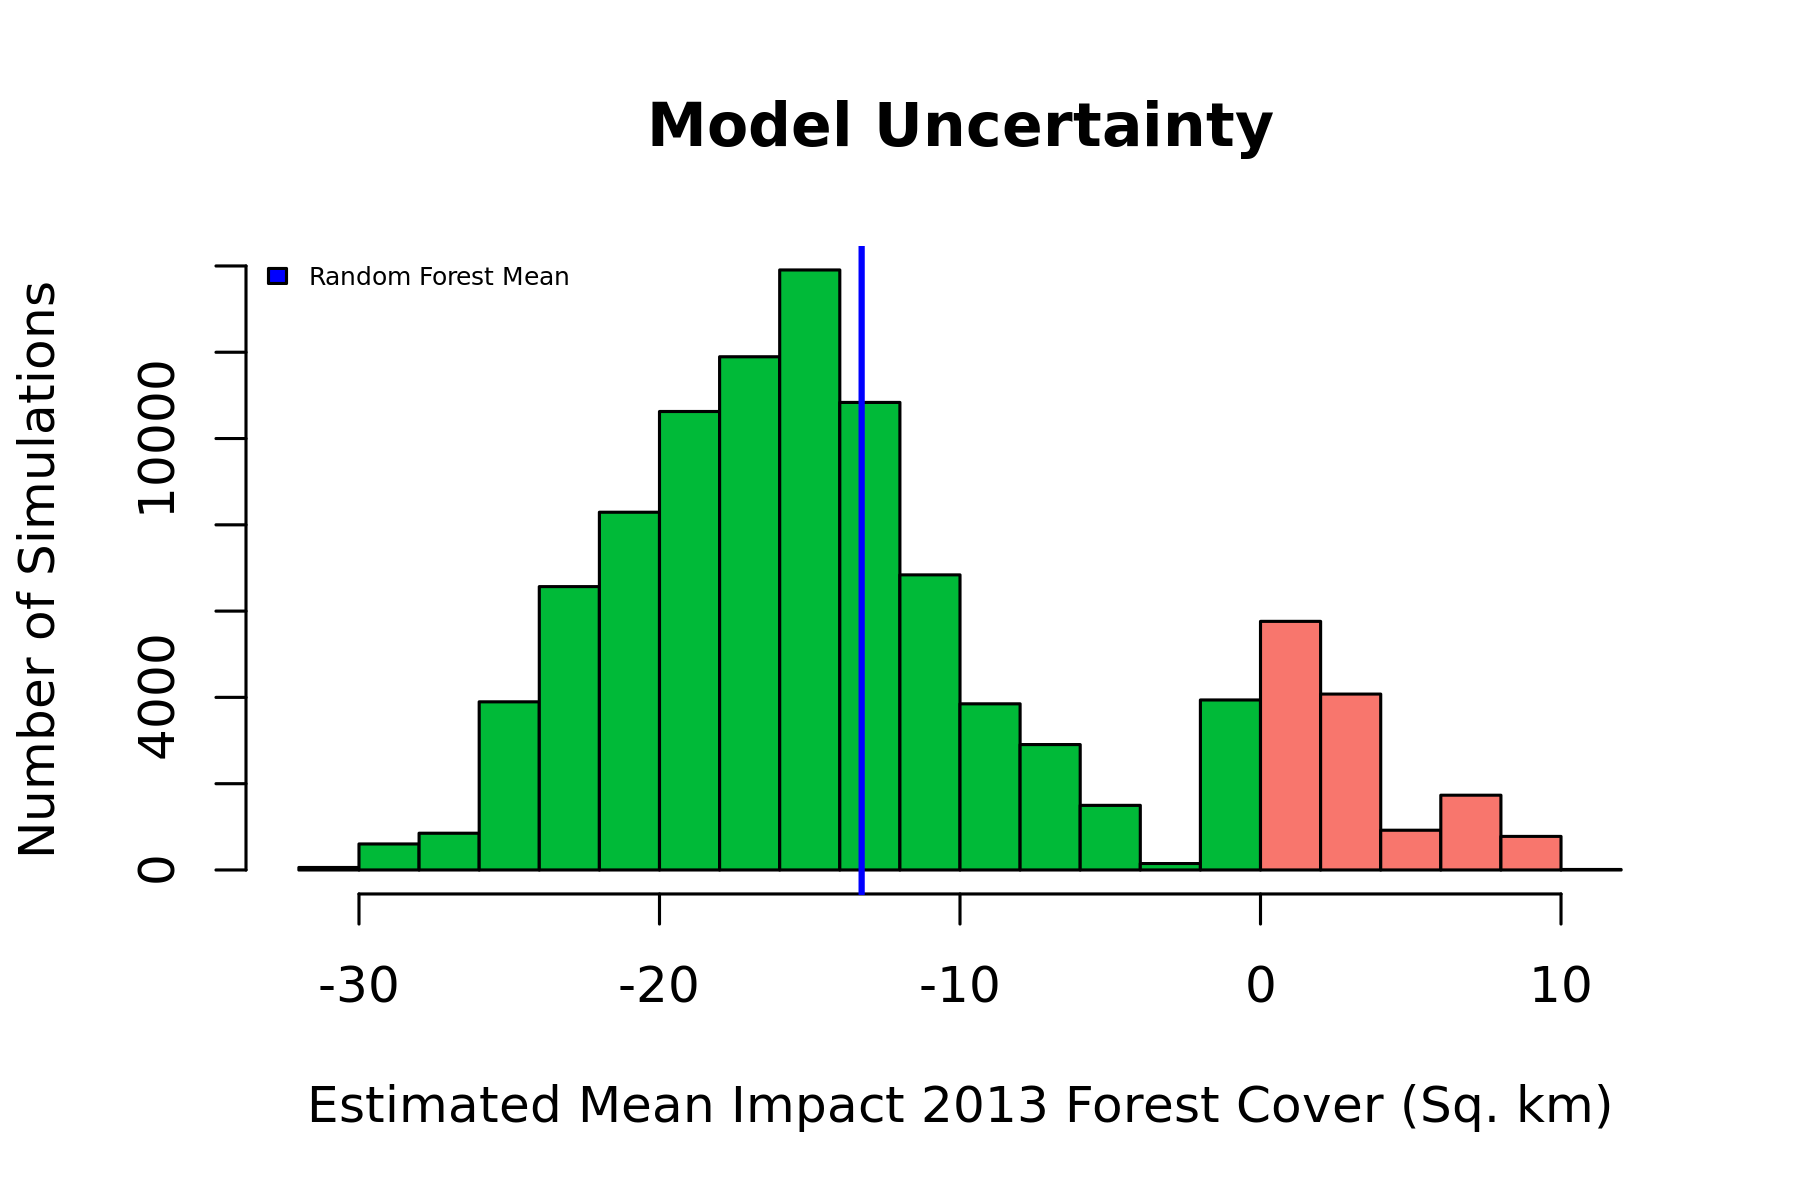 Model Uncertainty
Random Forest Mean
Number of Simulations
10000
4000
0
-30 -20 -10 0 10
Estimated Mean Impact 2013 Forest Cover (Sq. km)